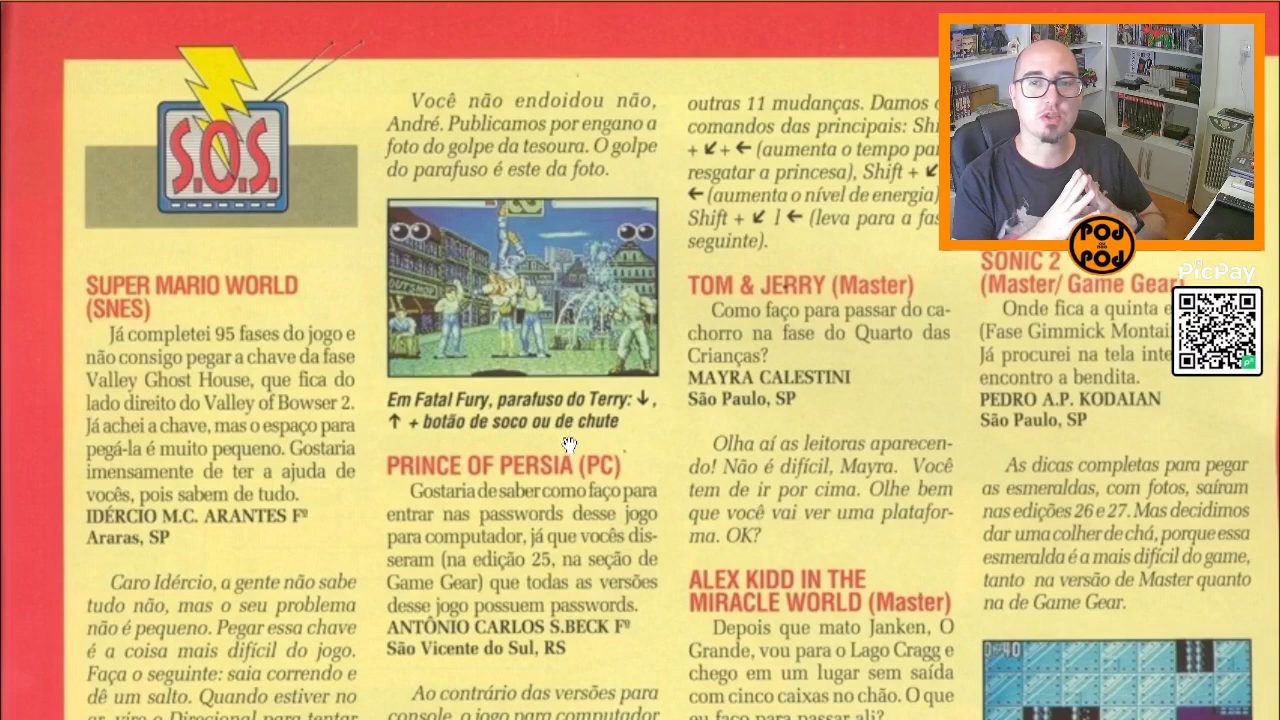 S.O.S.
SUPER MARIO WORLD
(SNES)
Já completei 95 fases do jogo e
não consigo pegar a chave da fase
Valley Ghost House, que fica do
lado direito do Valley of Bowser 2.
Já achei a chave, mas o espaço para
pegá-la é muito pequeno. Gostaria
imensamente de ter a ajuda de
vocês, pois sabem de tudo.
IDÉRCIO M.C. ARANTES Fº
Araras, SP
Caro Idércio, a gente não sabe
tudo não, mas o seu problema
não é pequeno. Pegar essa chave
é a coisa mais difícil do jogo.
Faça o seguinte: saia correndo e
dê um salto. Quando estiver no
ar, vire o Direcional para tentar
Você não endoidou não,
André. Publicamos por engano a
foto do golpe da tesoura. O golpe
do parafuso é este da foto.
Em Fatal Fury, parafuso do Terry: ↓,
↑ + botão de soco ou de chute
PRINCE OF PERSIA (PC)
Gostaria de saber como faço para
entrar nas passwords desse jogo
para computador, já que vocês dis-
seram (na edição 25, na seção de
Game Gear) que todas as versões
desse jogo possuem passwords.
ANTÔNIO CARLOS S.BECK Fº
São Vicente do Sul, RS
Ao contrário das versões para
console, o jogo para computador
outras 11 mudanças. Damos
comandos das principais:
+ ↙ + ← (aumenta o tempo
resgatar a princesa), Shift + ↙
← (aumenta o nível de energia)
Shift + ↙ l ← (leva para a
seguinte).
TOM & JERRY (Master)
Como faço para passar do ca-
chorro na fase do Quarto das
Crianças?
MAYRA CALESTINI
São Paulo, SP
Olha aí as leitoras aparecen-
do! Não é difícil, Mayra. Você
tem de ir por cima. Olhe bem
que você vai ver uma platafor-
ma. OK?
ALEX KIDD IN THE
MIRACLE WORLD (Master)
Depois que mato Janken, O
Grande, vou para o Lago Cragg e
chego em um lugar sem saída
com cinco caixas no chão. O que
eu faço para passar ali?
SONIC 2
(Master/ Game Gear)
Onde fica a quinta
(Fase Gimmick
Já procurei na tela
encontro a bendita.
PEDRO A.P. KODAIAN
São Paulo, SP
As dicas completas para pegar
as esmeraldas, com fotos, saíram
nas edições 26 e 27. Mas decidimos
dar uma colher de chá, porque essa
esmeralda é a mais difícil do game,
tanto na versão de Master quanto
na de Game Gear.
POD
POD
PicPay